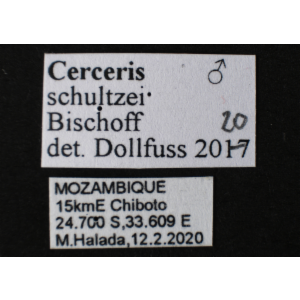 Cerceris ♂
schultzei
Bischoff 20
det. Dollfuss 2017
MOZAMBIQUE
15kmE Chiboto
24.700 S,33.609 E
M.Halada,12.2.2020